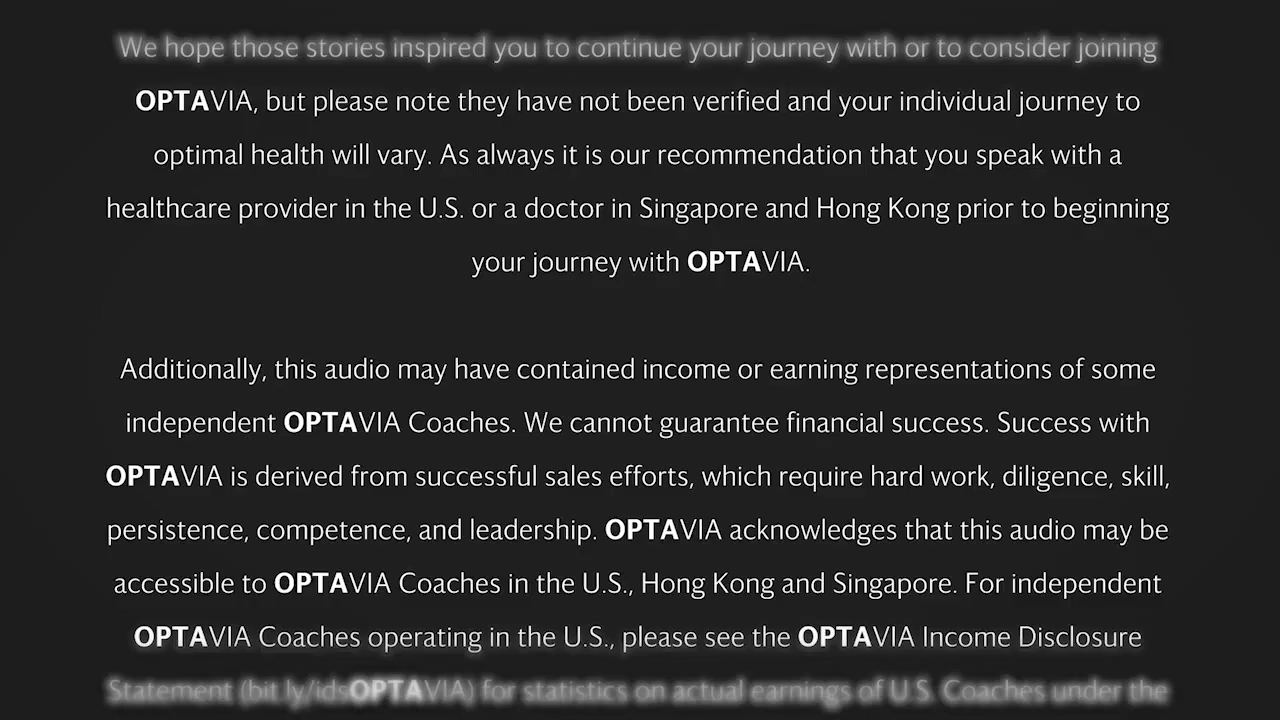 We hope those stories inspired you to continue your journey with or to consider joining
OPTAVIA, but please note they have not been verified and your individual journey to
optimal health will vary. As always it is our recommendation that you speak with a
healthcare provider in the U.S. or a doctor in Singapore and Hong Kong prior to beginning
your journey with OPTAVIA.
Additionally, this audio may have contained income or earning representations of some
independent OPTAVIA Coaches. We cannot guarantee financial success. Success with
OPTAVIA is derived from successful sales efforts, which require hard work, diligence, skill,
persistence, competence, and leadership. OPTAVIA acknowledges that this audio may be
accessible to OPTAVIA Coaches in the U.S., Hong Kong and Singapore. For independent
OPTAVIA Coaches operating in the U.S., please see the OPTAVIA Income Disclosure
Statement (bit.ly/idsOPTAVIA) for statistics on actual earnings of U.S. Coaches under the